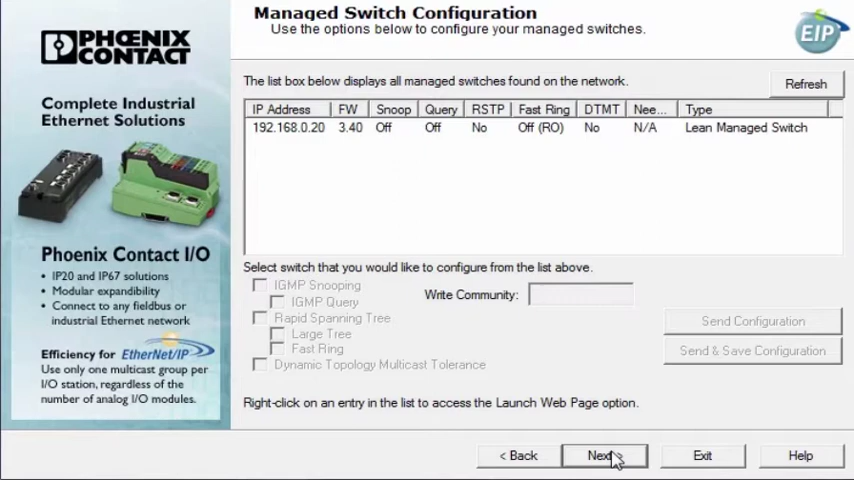 PHOENIX
CONTACT
Complete Industrial
Ethernet Solutions
Phoenix Contact I/O
• IP20 and IP67 solutions
• Modular expandibility
• Connect to any fieldbus or
industrial Ethernet network
Efficiency for EtherNet/IP
Use only one multicast group per
I/O station, regardless of the
number of analog I/O modules.
Managed Switch Configuration
Use the options below to configure your managed switches.
EIP
The list box below displays all managed switches found on the network.
Refresh
IP Address FW Snoop Query RSTP Fast Ring DTMT Nee... Type
192.168.0.20 3.40 Off Off No Off (RO) No N/A Lean Managed Switch
Select switch that you would like to configure from the list above.
IGMP Snooping
IGMP Query
Rapid Spanning Tree
Large Tree
Fast Ring
Dynamic Topology Multicast Tolerance
Write Community:
Send Configuration
Send & Save Configuration
Right-click on an entry in the list to access the Launch Web Page option.
< Back
Next >
Exit
Help